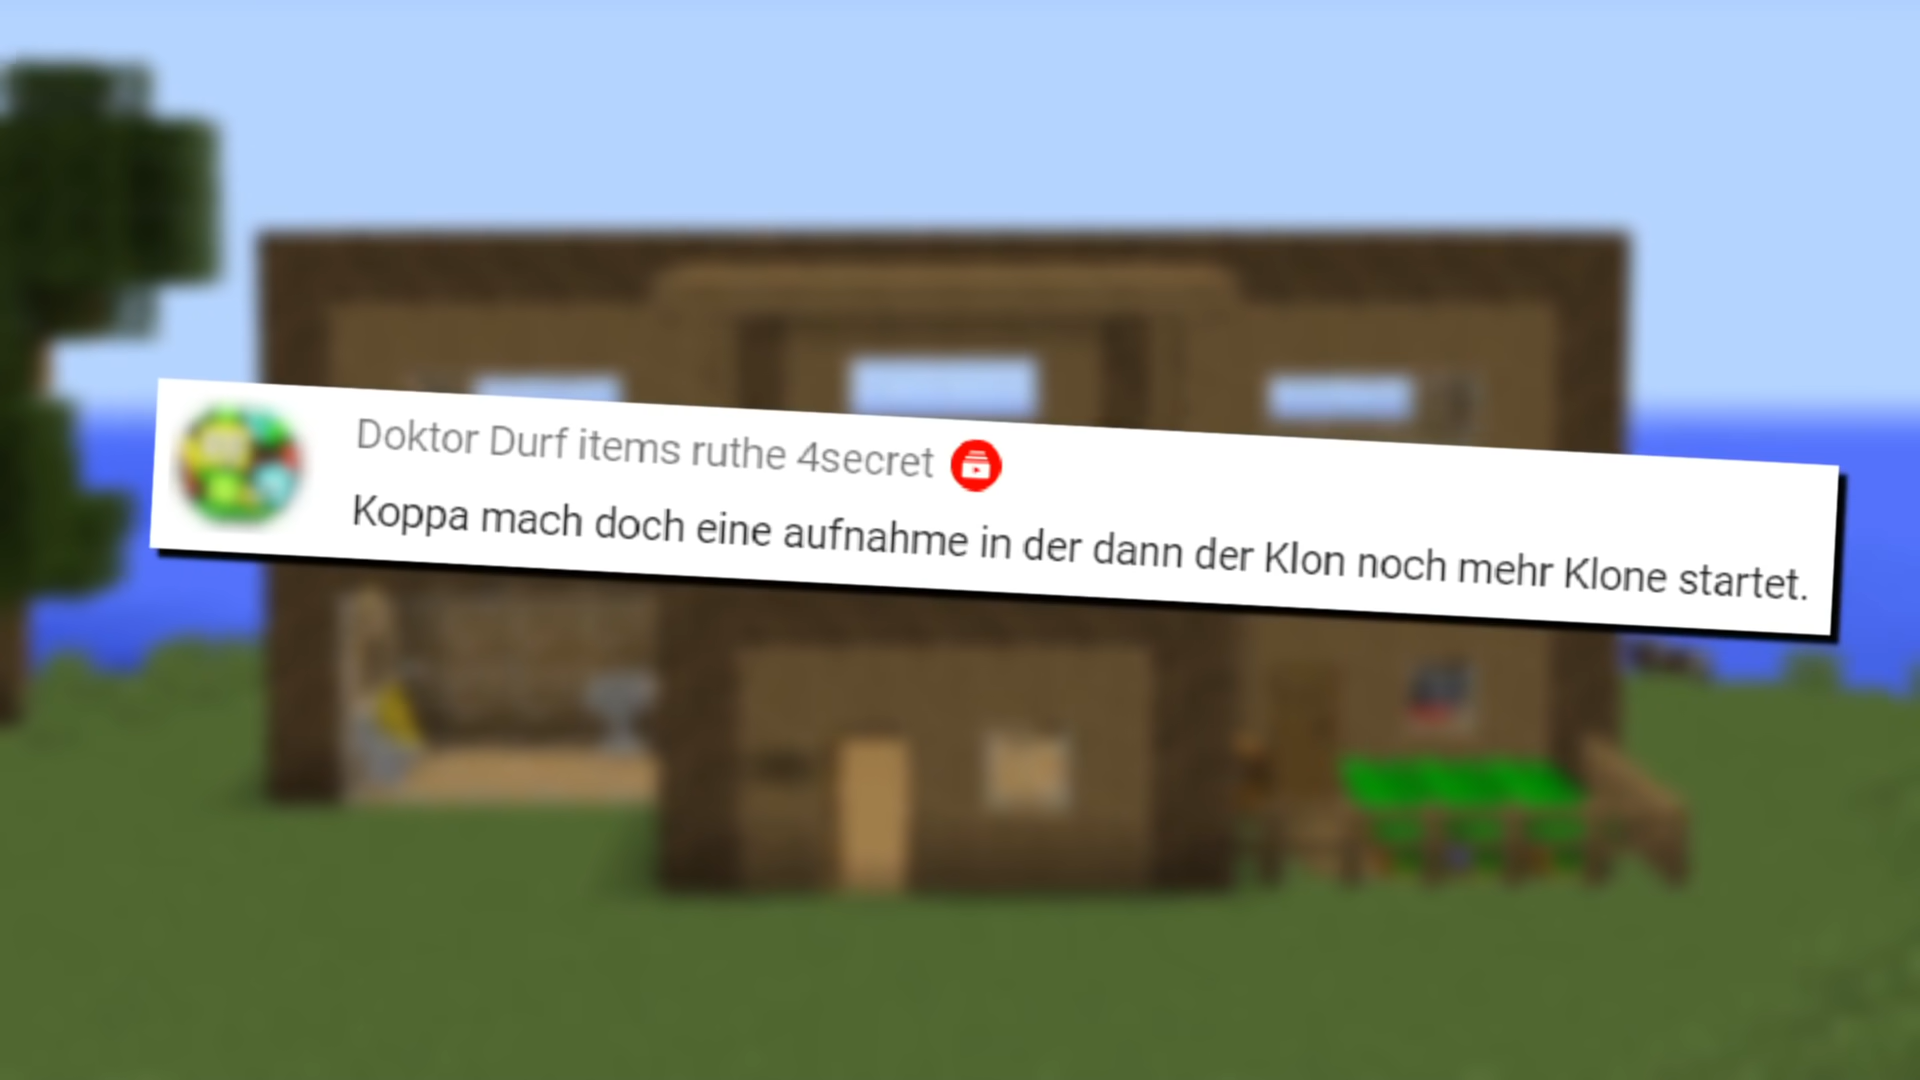 Doktor Durf items ruthe 4secret
Koppa mach doch eine aufnahme in der dann der Klon noch mehr Klone startet.